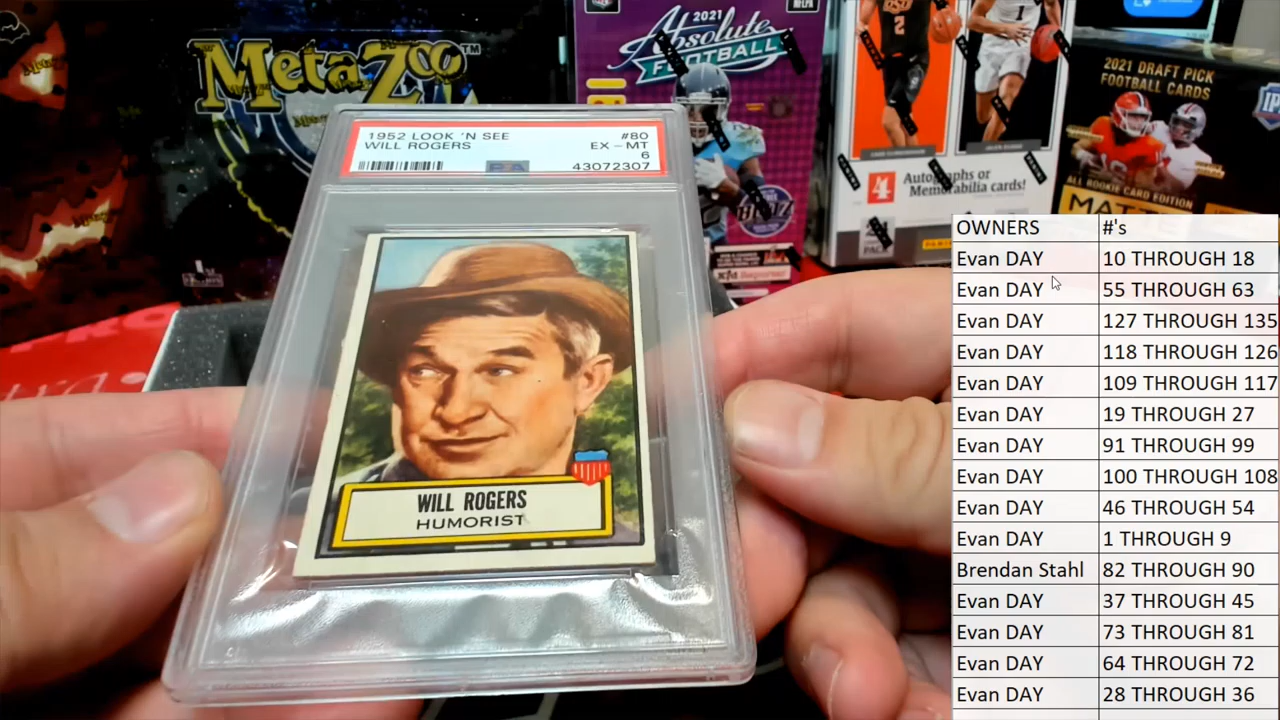 MetaZoo™
2021
Absolute
FOOTBALL
NFLPA
2
1
4
Autographs or
Memorabilia cards!
2021 DRAFT PICK
FOOTBALL CARDS
ALL ROOKIE CARD EDITION
1952 LOOK 'N SEE #80
WILL ROGERS EX - MT
6
PSA 43072307
WILL ROGERS
HUMORIST
OWNERS #'s
Evan DAY 10 THROUGH 18
Evan DAY 55 THROUGH 63
Evan DAY 127 THROUGH 135
Evan DAY 118 THROUGH 126
Evan DAY 109 THROUGH 117
Evan DAY 19 THROUGH 27
Evan DAY 91 THROUGH 99
Evan DAY 100 THROUGH 108
Evan DAY 46 THROUGH 54
Evan DAY 1 THROUGH 9
Brendan Stahl 82 THROUGH 90
Evan DAY 37 THROUGH 45
Evan DAY 73 THROUGH 81
Evan DAY 64 THROUGH 72
Evan DAY 28 THROUGH 36